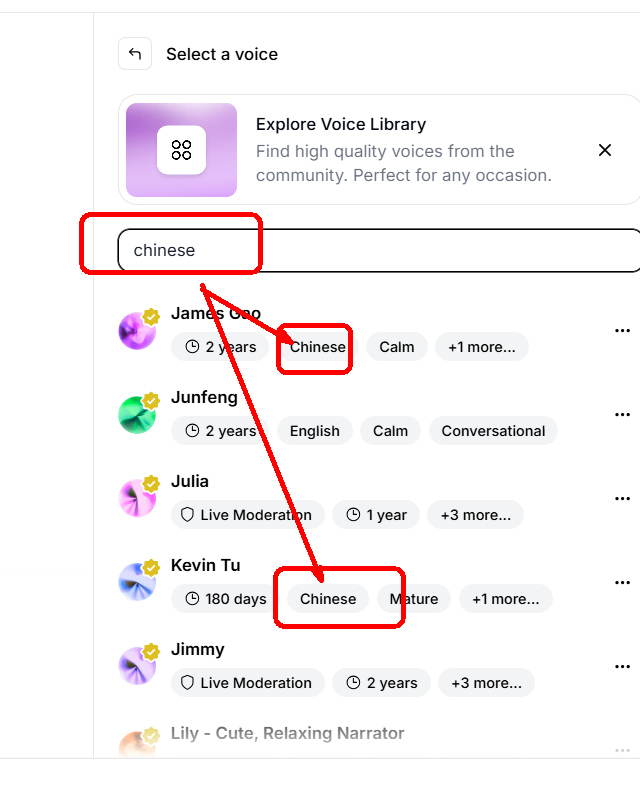 Select a voice
Explore Voice Library
Find high quality voices from the
community. Perfect for any occasion.
chinese
James Gao
2 years Chinese Calm +1 more...
Junfeng
2 years English Calm Conversational
Julia
Live Moderation 1 year +3 more...
Kevin Tu
180 days Chinese Mature +1 more...
Jimmy
Live Moderation 2 years +3 more...
Lily - Cute, Relaxing Narrator